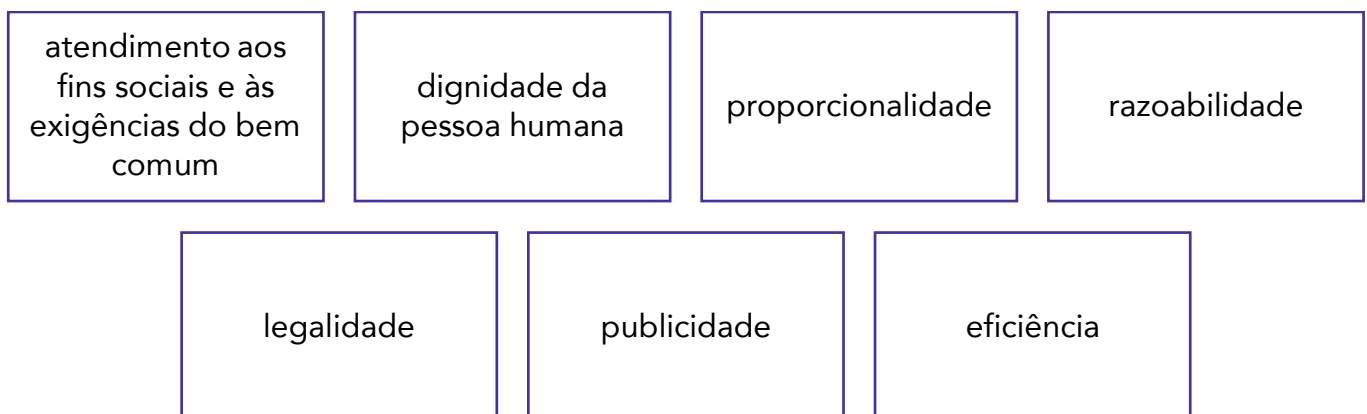 atendimento aos
fins sociais e às
exigências do bem
comum
dignidade da
pessoa humana
proporcionalidade
razoabilidade
legalidade
publicidade
eficiência